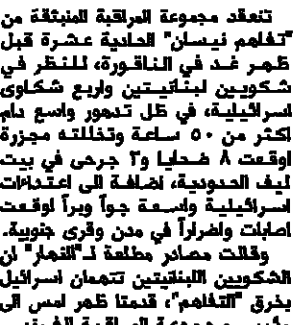 تنعقد مجموعة المراقبة المنبثقة من
"تفاهم نيسان" الحادية عشرة قبل
ظهر غد في الناقورة، للنظر في
شكويين لبنانيتين واربع شكاوى
اسرائيلية، في ظل تدهور واسع دام
اكثر من ٥٠ ساعة وتخللته مجزرة
اوقعت ٨ ضحايا و٣ جرحى في بيت
ليف الحدودية، اضافة الى اعتداءات
اسرائيلية واسعة جواً وبراً اوقعت
اصابات واضراراً في مدن وقرى جنوبية.
وقالت مصادر مطلعة لـ"النهار" ان
الشكويين اللبنانيتين تتهمان اسرائيل
بخرق "التفاهم"، قدمتا ظهر امس الى